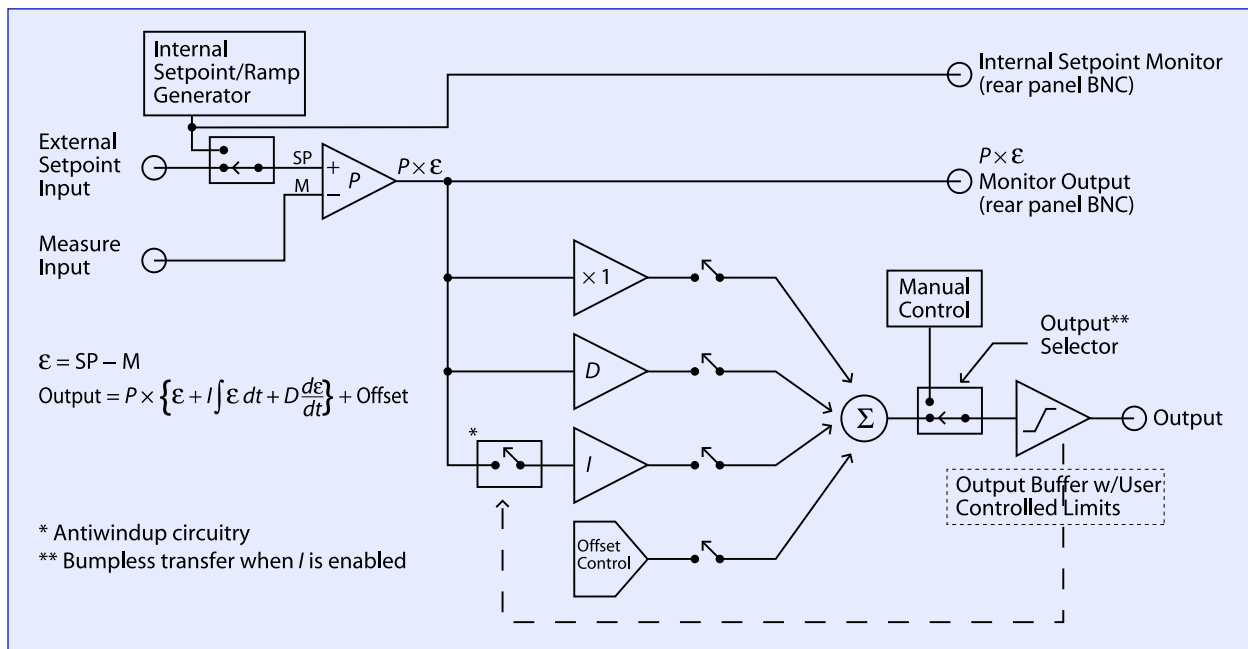 Internal
Setpoint/Ramp
Generator
Internal Setpoint Monitor
(rear panel BNC)
External
Setpoint
Input
SP
+
P
M
−
P × ε
P × ε
Monitor Output
(rear panel BNC)
Measure
Input
× 1
Manual
Control
Output**
Selector
ε = SP – M
Output = P × {ε + I∫ε dt + D dε/dt} + Offset
D
Σ
Output
*
I
Output Buffer w/User
Controlled Limits
* Antiwindup circuitry
** Bumpless transfer when I is enabled
Offset
Control